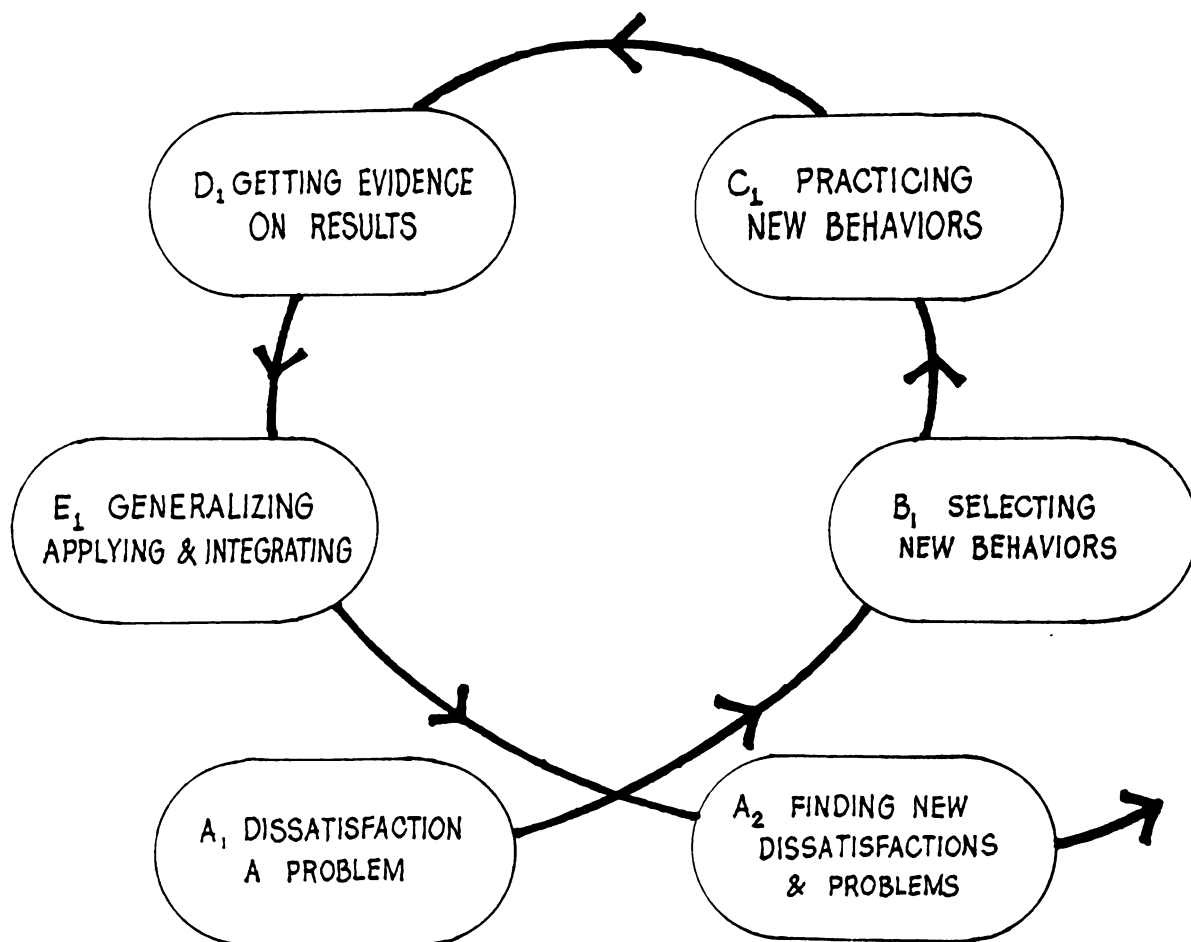 D₁ GETTING EVIDENCE
ON RESULTS
C₁ PRACTICING
NEW BEHAVIORS
E₁ GENERALIZING
APPLYING & INTEGRATING
B₁ SELECTING
NEW BEHAVIORS
A₁ DISSATISFACTION
A PROBLEM
A₂ FINDING NEW
DISSATISFACTIONS
& PROBLEMS